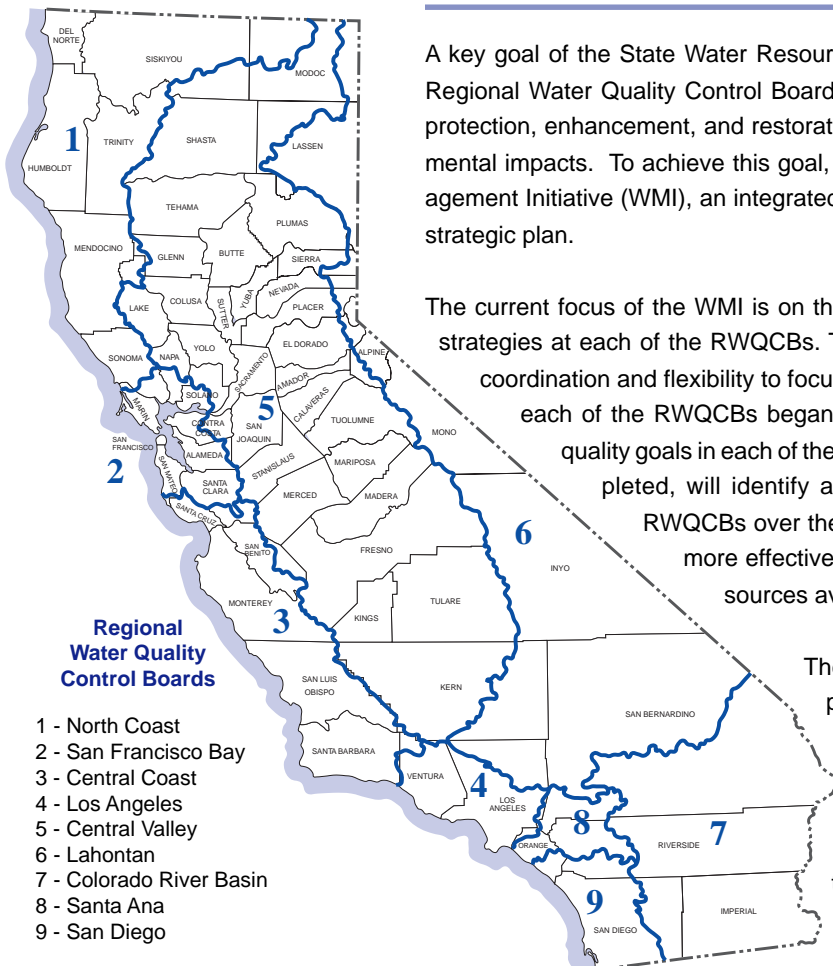 A key goal of the State Water Resour
Regional Water Quality Control Board
protection, enhancement, and restorat
mental impacts. To achieve this goal,
agement Initiative (WMI), an integrated
strategic plan.
The current focus of the WMI is on th
strategies at each of the RWQCBs. T
coordination and flexibility to focu
each of the RWQCBs began
quality goals in each of the
pleted, will identify a
RWQCBs over the
more effective
sources av
The
p
DEL
NORTE
SISKIYOU
MODOC
1
TRINITY
SHASTA
LASSEN
HUMBOLDT
TEHAMA
PLUMAS
MENDOCINO
GLENN
BUTTE
SIERRA
LAKE
COLUSA
SUTTER
YUBA
NEVADA
PLACER
SONOMA
NAPA
YOLO
SACRAMENTO
EL DORADO
ALPINE
SOLANO
AMADOR
MARIN
5
CALAVERAS
CONTRA
COSTA
SAN
JOAQUIN
TUOLUMNE
MONO
SAN
FRANCISCO
ALAMEDA
2
SAN MATEO
SANTA
CLARA
STANISLAUS
MARIPOSA
MERCED
MADERA
SANTA CRUZ
6
SAN
BENITO
FRESNO
INYO
MONTEREY
3
KINGS
TULARE
SAN LUIS
OBISPO
KERN
SAN BERNARDINO
SANTA BARBARA
VENTURA
4
LOS
ANGELES
8
7
ORANGE
RIVERSIDE
9
SAN DIEGO
IMPERIAL
Regional
Water Quality
Control Boards
1 - North Coast
2 - San Francisco Bay
3 - Central Coast
4 - Los Angeles
5 - Central Valley
6 - Lahontan
7 - Colorado River Basin
8 - Santa Ana
9 - San Diego